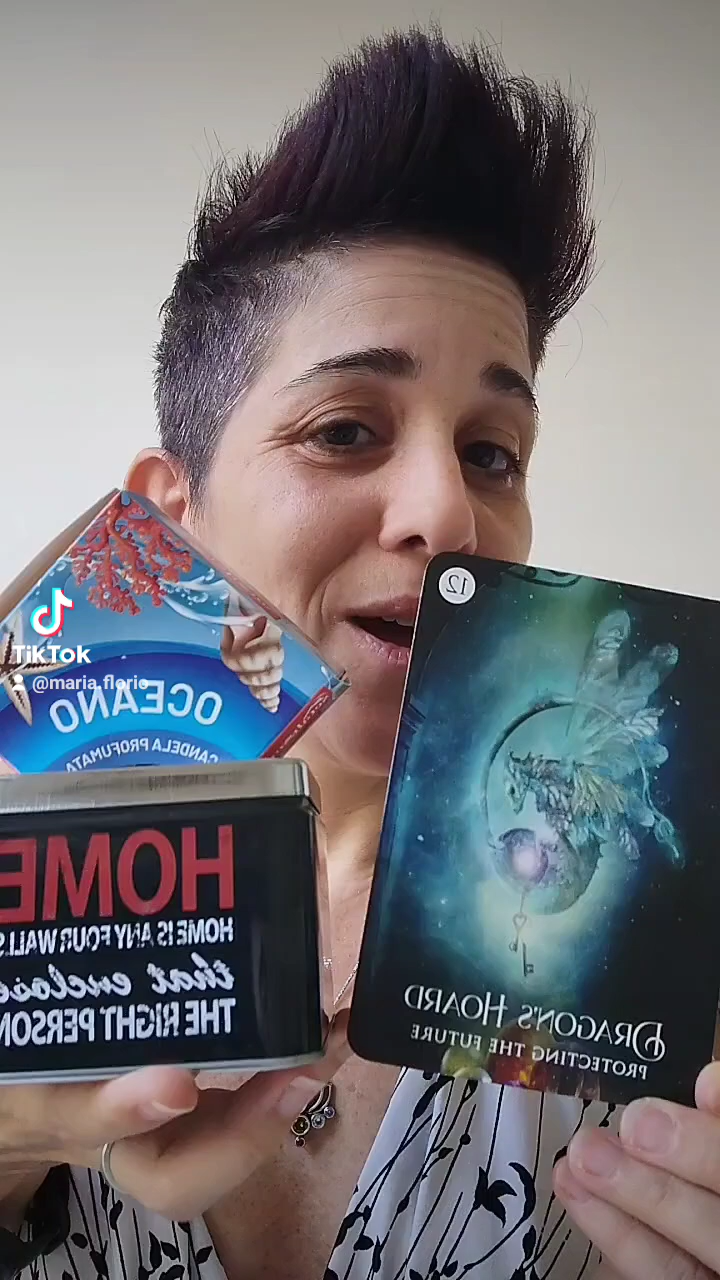 TikTok
@maria.florio
OCEANO
CANDELA PROFUMATA
HOME
HOME IS ANY FOUR WALLS
that enclose
THE RIGHT PERSON
12
DRAGON'S HOARD
PROTECTING THE FUTURE